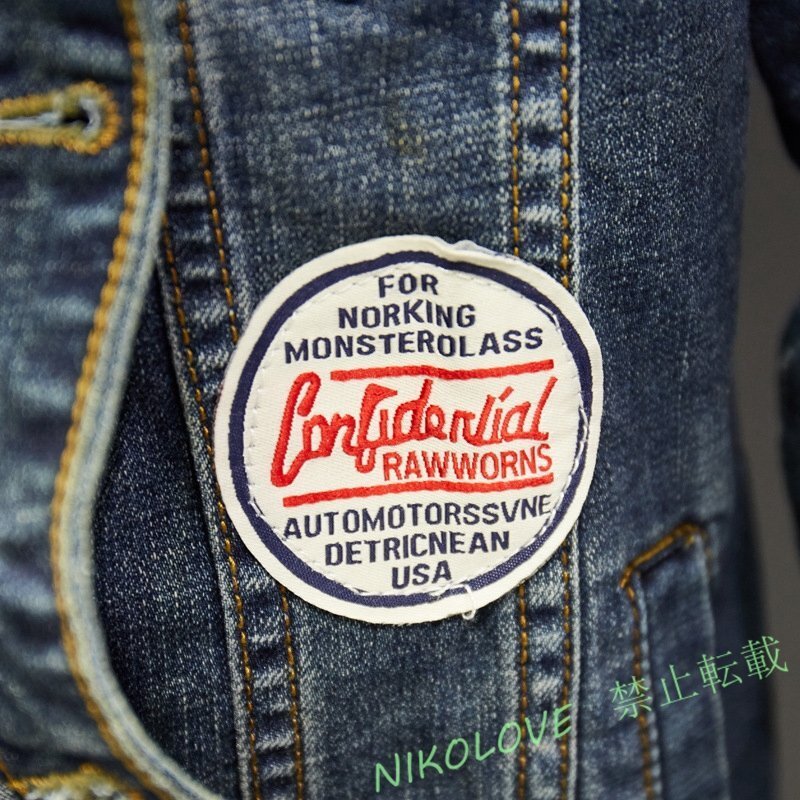 FOR
NORKING
MONSTEROLASS
Confidential
RAWWORNS
AUTOMOTORSSVNE
DETRICNEAN
USA
NIKOLOVE 禁止転載